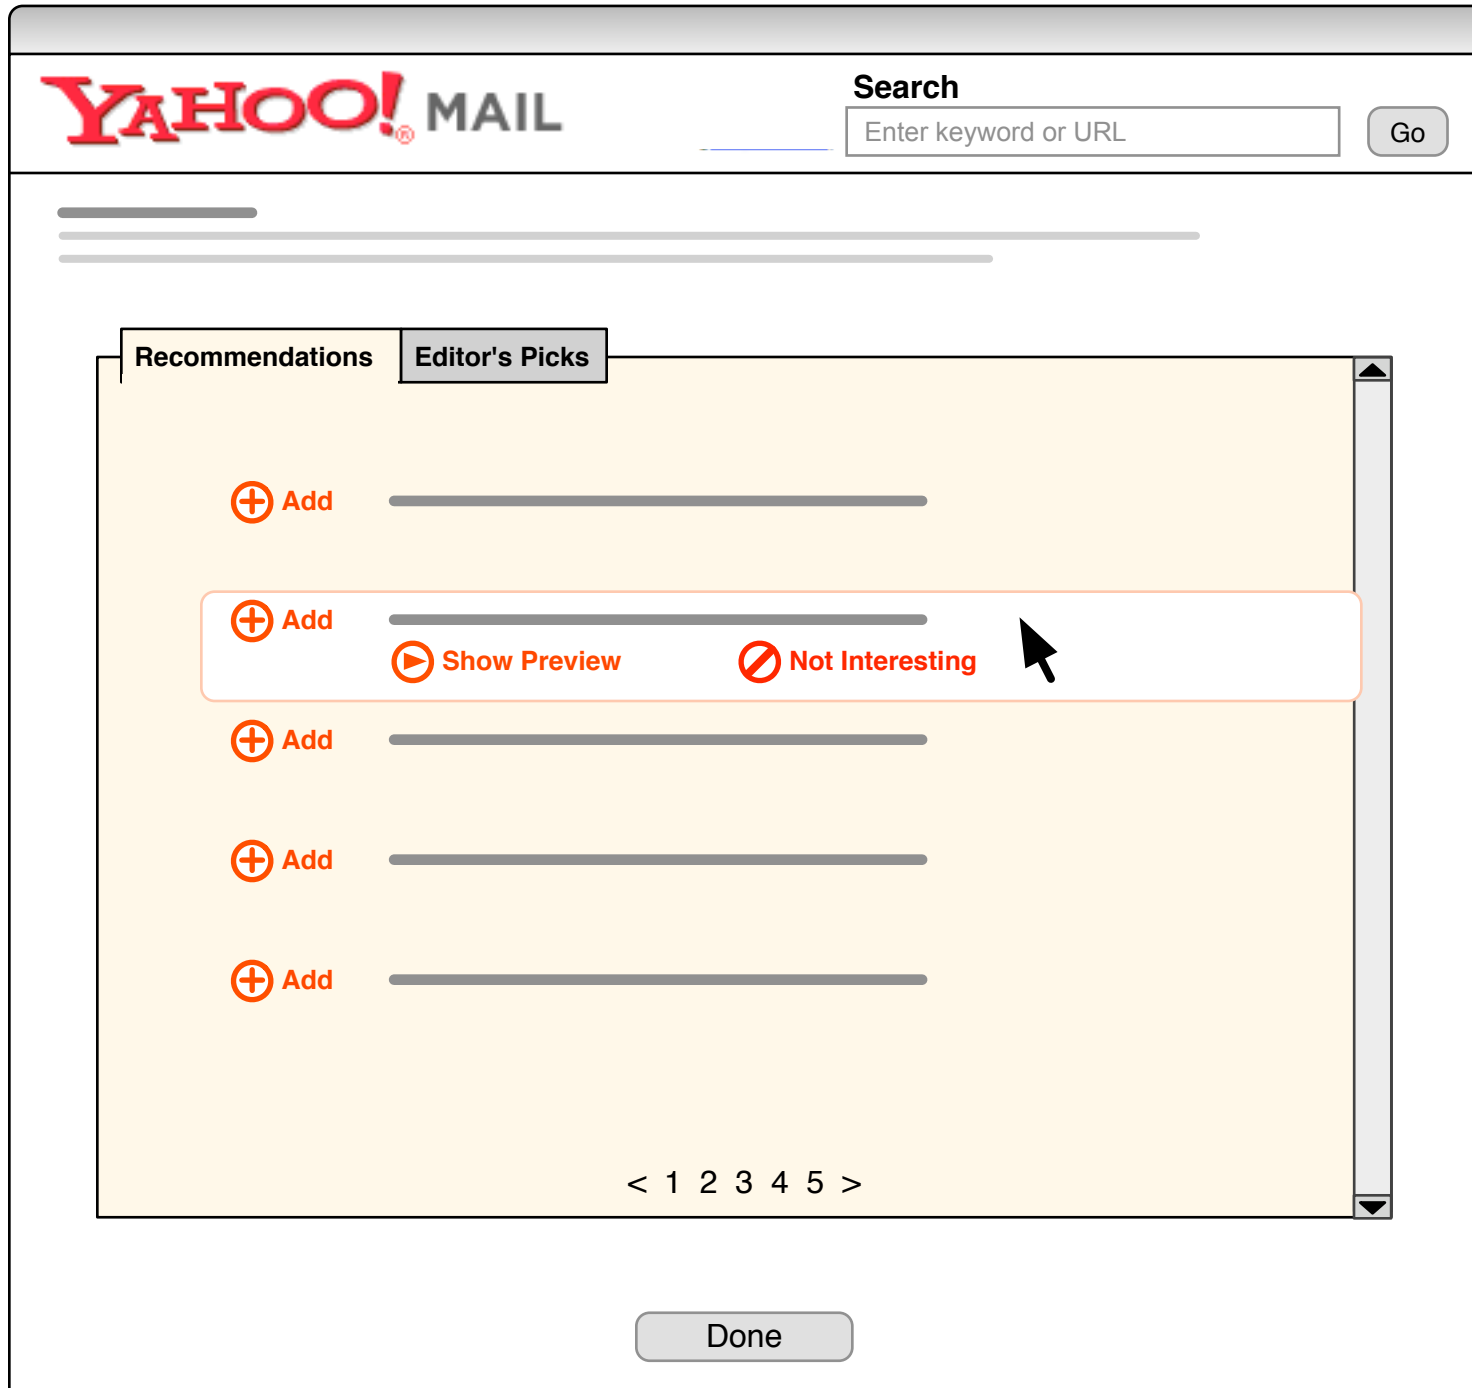 YAHOO!® MAIL
Search
Enter keyword or URL
Go
Recommendations
Editor's Picks
Add
Add
Show Preview
Not Interesting
Add
Add
Add
< 1 2 3 4 5 >
Done